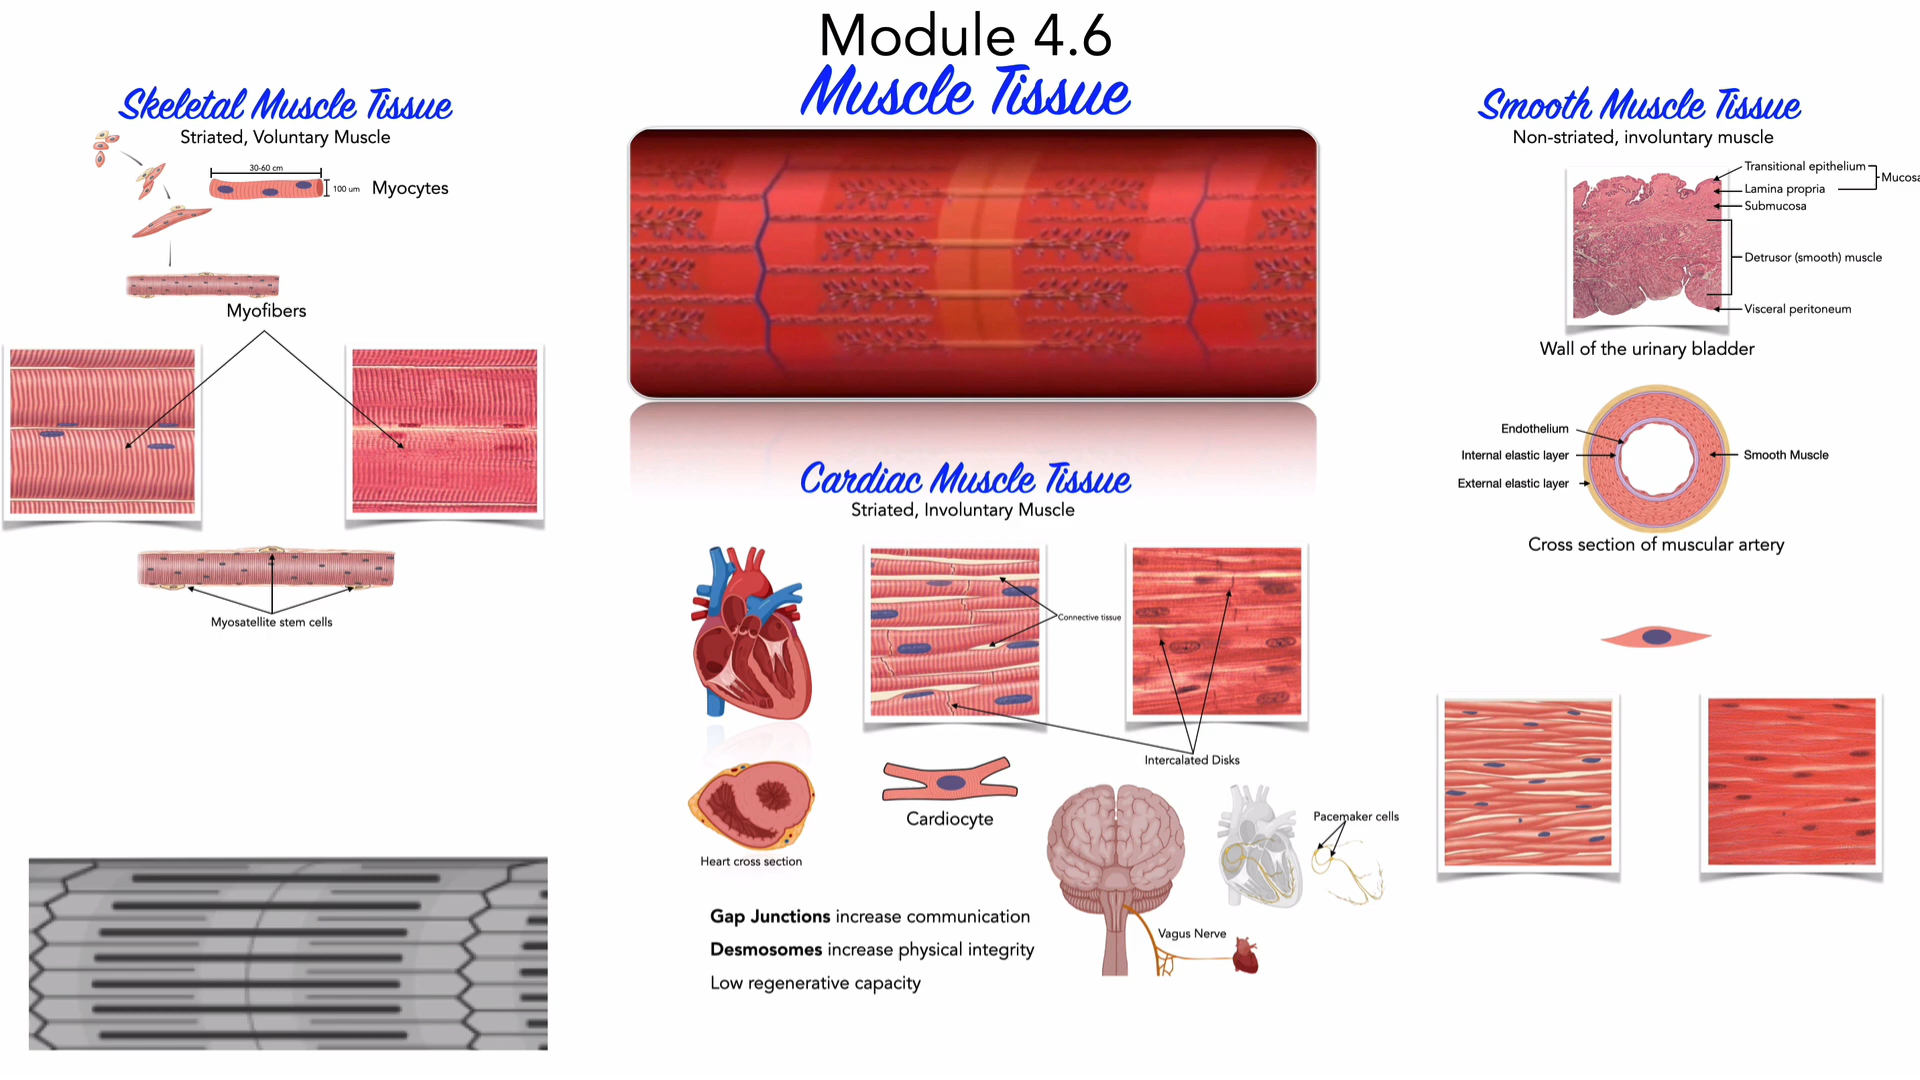 Module 4.6
Muscle Tissue
Skeletal Muscle Tissue
Striated, Voluntary Muscle
30-60 cm
100 um
Myocytes
Myofibers
Myosatellite stem cells
Cardiac Muscle Tissue
Striated, Involuntary Muscle
Connective tissue
Intercalated Disks
Cardiocyte
Heart cross section
Pacemaker cells
Vagus Nerve
Gap Junctions increase communication
Desmosomes increase physical integrity
Low regenerative capacity
Smooth Muscle Tissue
Non-striated, involuntary muscle
Transitional epithelium
Mucosa
Lamina propria
Submucosa
Detrusor (smooth) muscle
Visceral peritoneum
Wall of the urinary bladder
Endothelium
Internal elastic layer
Smooth Muscle
External elastic layer
Cross section of muscular artery